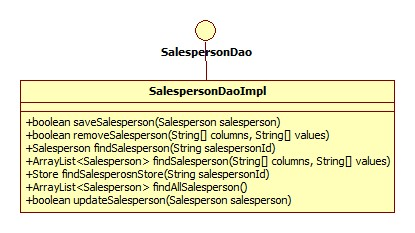 SalespersonDao
SalespersonDaoImpl
+boolean saveSalesperson(Salesperson salesperson)
+boolean removeSalesperson(String[] columns, String[] values)
+Salesperson findSalesperson(String salespersonId)
+ArrayList<Salesperson> findSalesperson(String[] columns, String[] values)
+Store findSalesperosnStore(String salespersonId)
+ArrayList<Salesperson> findAllSalesperson()
+boolean updateSalesperson(Salesperson salesperson)